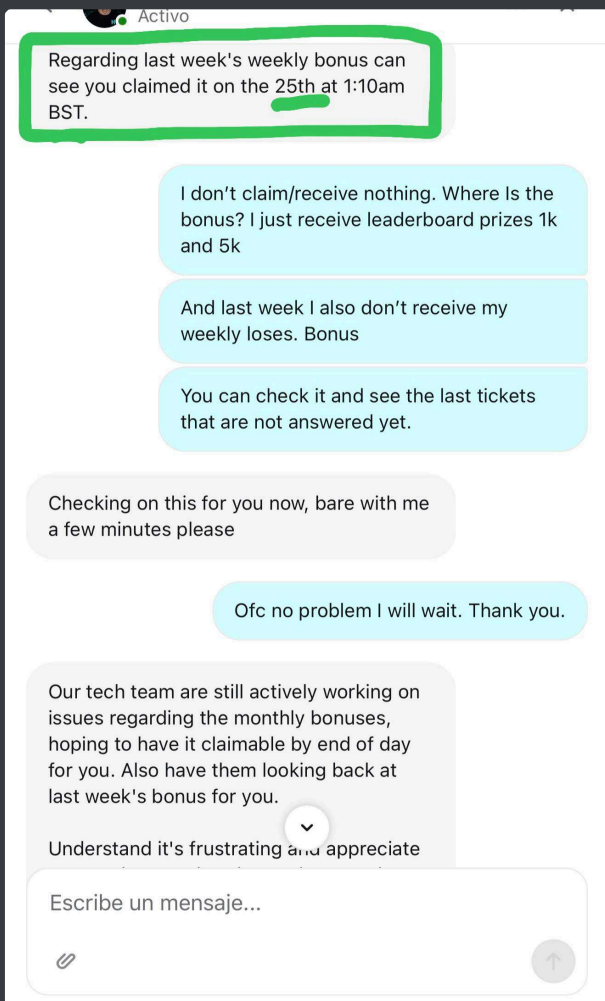 Activo
Regarding last week's weekly bonus can
see you claimed it on the 25th at 1:10am
BST.
I don’t claim/receive nothing. Where Is the
bonus? I just receive leaderboard prizes 1k
and 5k
And last week I also don’t receive my
weekly loses. Bonus
You can check it and see the last tickets
that are not answered yet.
Checking on this for you now, bare with me
a few minutes please
Ofc no problem I will wait. Thank you.
Our tech team are still actively working on
issues regarding the monthly bonuses,
hoping to have it claimable by end of day
for you. Also have them looking back at
last week's bonus for you.
Understand it's frustrating and appreciate
Escribe un mensaje...